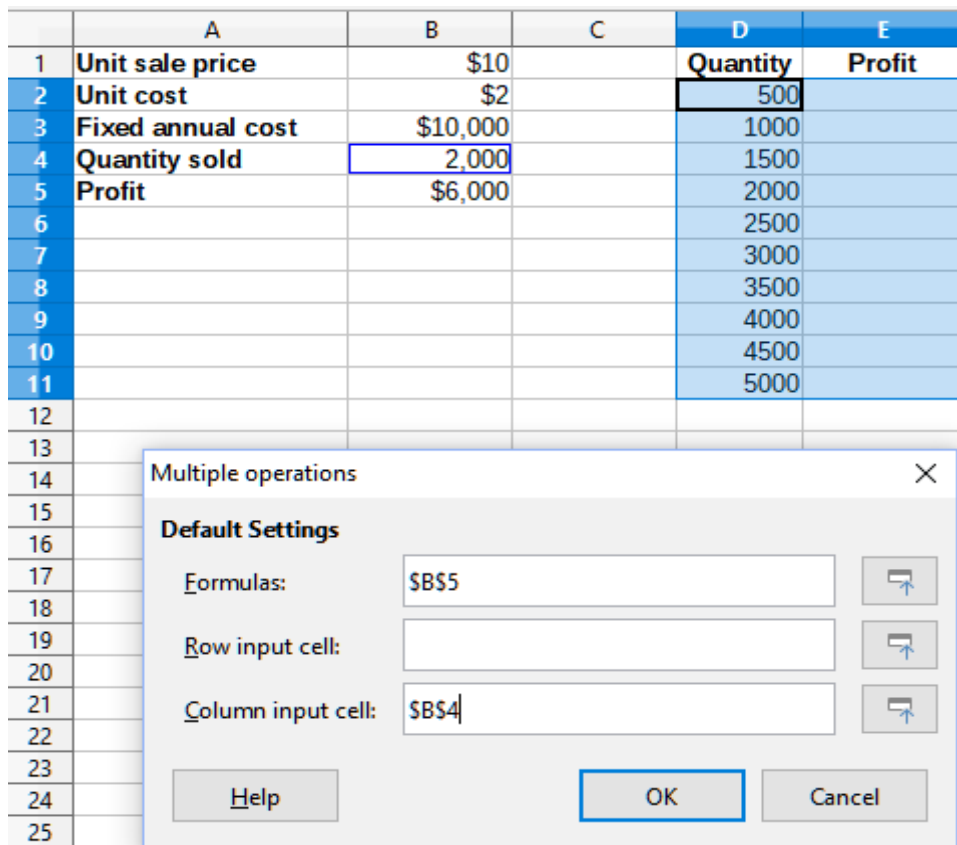 A B C D E
1 Unit sale price $10 Quantity Profit
2 Unit cost $2 500
3 Fixed annual cost $10,000 1000
4 Quantity sold 2,000 1500
5 Profit $6,000 2000
6 2500
7 3000
8 3500
9 4000
10 4500
11 5000
12
13
14 Multiple operations
15
16 Default Settings
17 Formulas: $B$5
18
19 Row input cell:
20
21 Column input cell: $B$4
22
23
24 Help OK Cancel
25